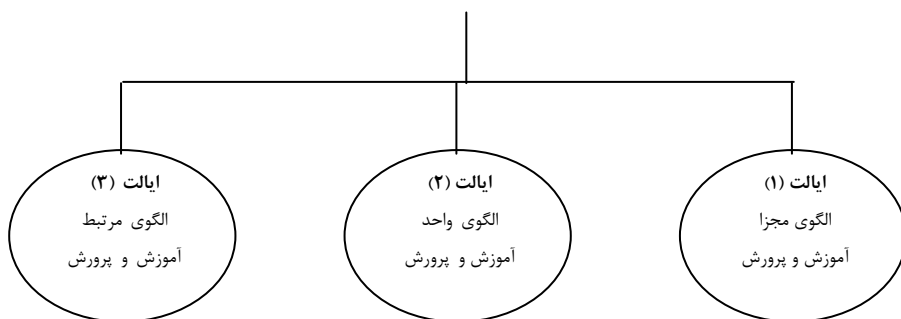 ایالت (۱)
الگوی مجزا
آموزش و پرورش
ایالت (۲)
الگوی واحد
آموزش و پرورش
ایالت (۳)
الگوی مرتبط
آموزش و پرورش